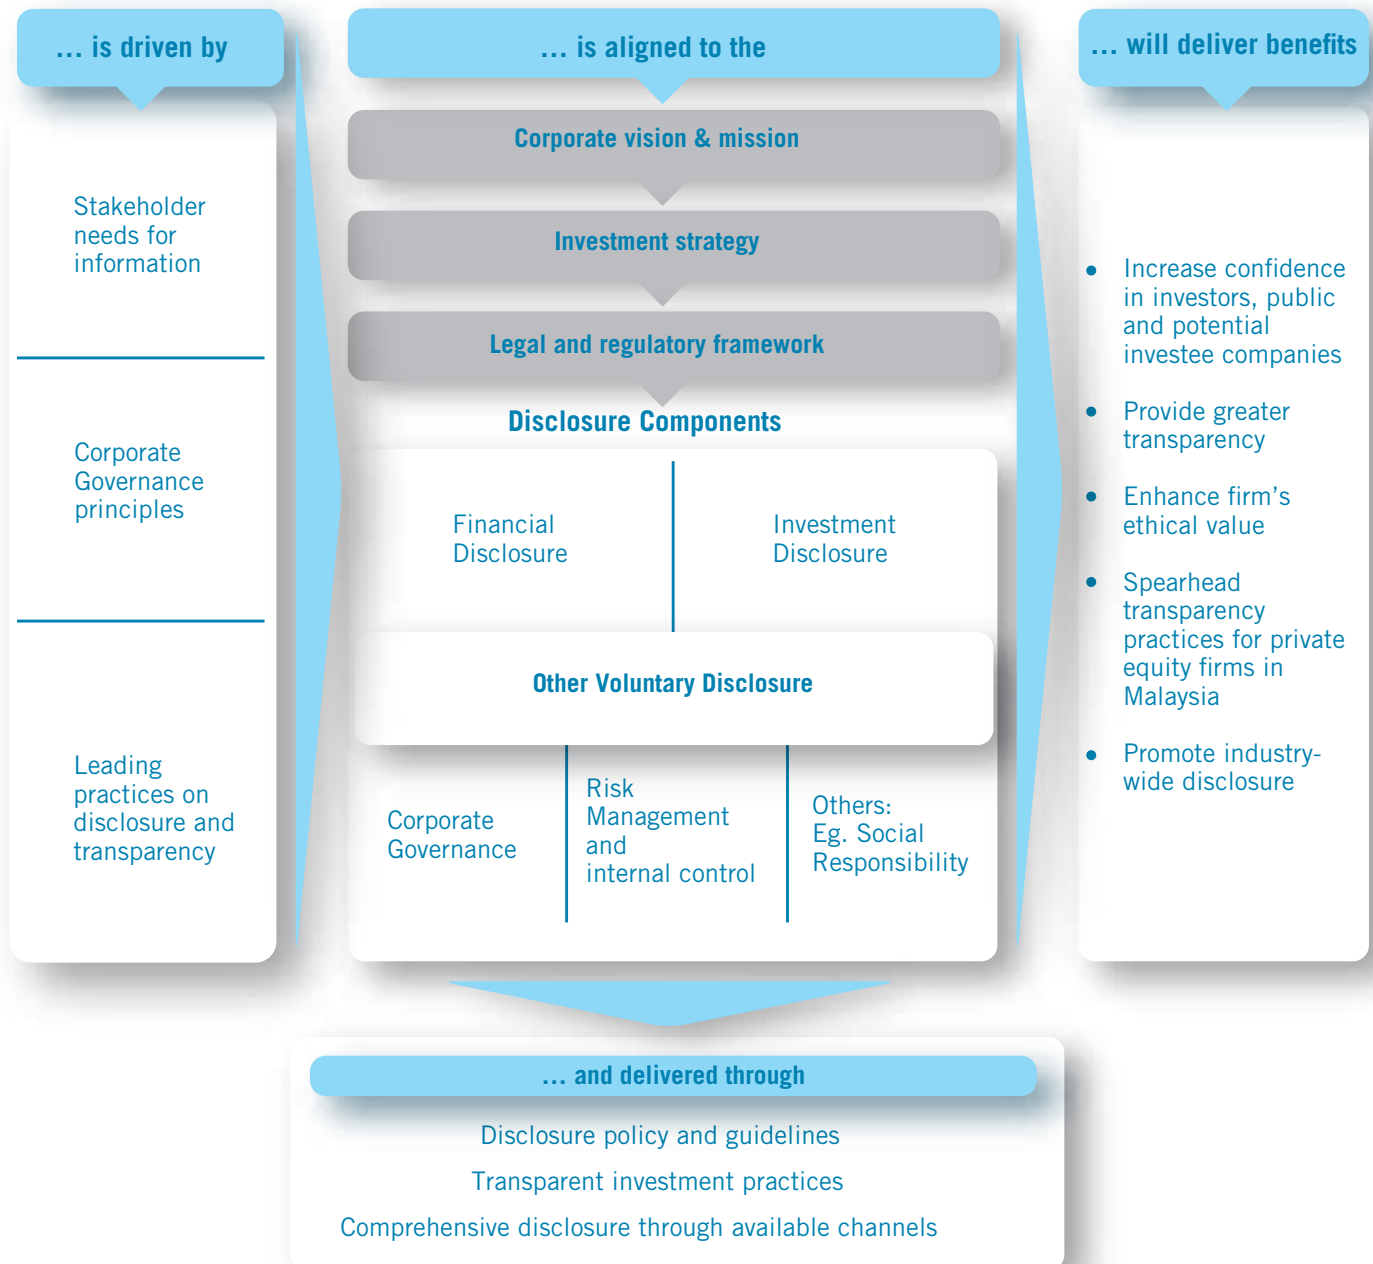 … is driven by
Stakeholder
needs for
information
Corporate
Governance
principles
Leading
practices on
disclosure and
transparency
… is aligned to the
Corporate vision & mission
Investment strategy
Legal and regulatory framework
Disclosure Components
Financial
Disclosure
Investment
Disclosure
Other Voluntary Disclosure
Corporate
Governance
Risk
Management
and
internal control
Others:
Eg. Social
Responsibility
… will deliver benefits
• Increase confidence
in investors, public
and potential
investee companies
• Provide greater
transparency
• Enhance firm’s
ethical value
• Spearhead
transparency
practices for private
equity firms in
Malaysia
• Promote industry-
wide disclosure
… and delivered through
Disclosure policy and guidelines
Transparent investment practices
Comprehensive disclosure through available channels